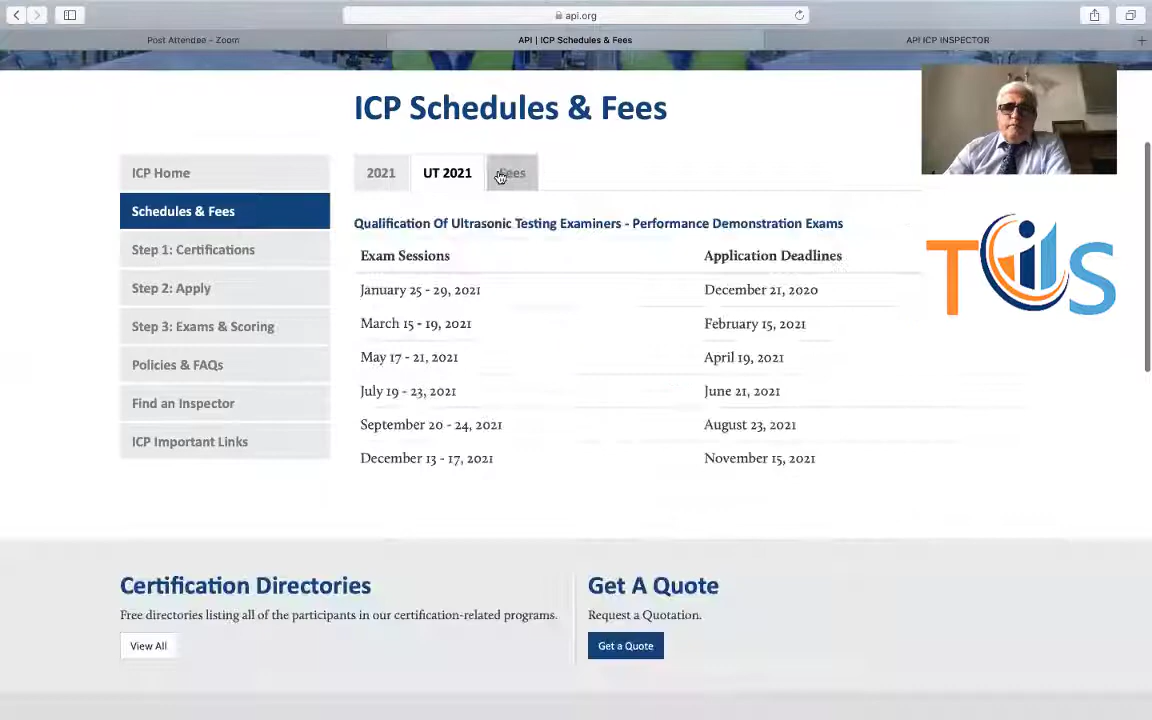 api.org
Post Attendee – Zoom
API | ICP Schedules & Fees
API ICP INSPECTOR
ICP Schedules & Fees
ICP Home
Schedules & Fees
Step 1: Certifications
Step 2: Apply
Step 3: Exams & Scoring
Policies & FAQs
Find an Inspector
ICP Important Links
2021
UT 2021
Fees
Qualification Of Ultrasonic Testing Examiners - Performance Demonstration Exams
Exam Sessions Application Deadlines
January 25 - 29, 2021 December 21, 2020
March 15 - 19, 2021 February 15, 2021
May 17 - 21, 2021 April 19, 2021
July 19 - 23, 2021 June 21, 2021
September 20 - 24, 2021 August 23, 2021
December 13 - 17, 2021 November 15, 2021
TIS
Certification Directories
Free directories listing all of the participants in our certification-related programs.
View All
Get A Quote
Request a Quotation.
Get a Quote